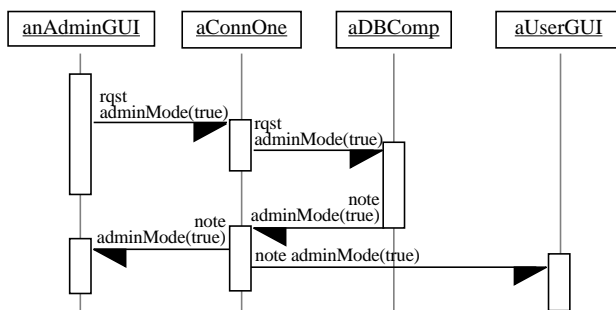 anAdminGUI
aConnOne
aDBComp
aUserGUI
rqst
adminMode(true)
rqst
adminMode(true)
note
adminMode(true)
note
adminMode(true)
note adminMode(true)